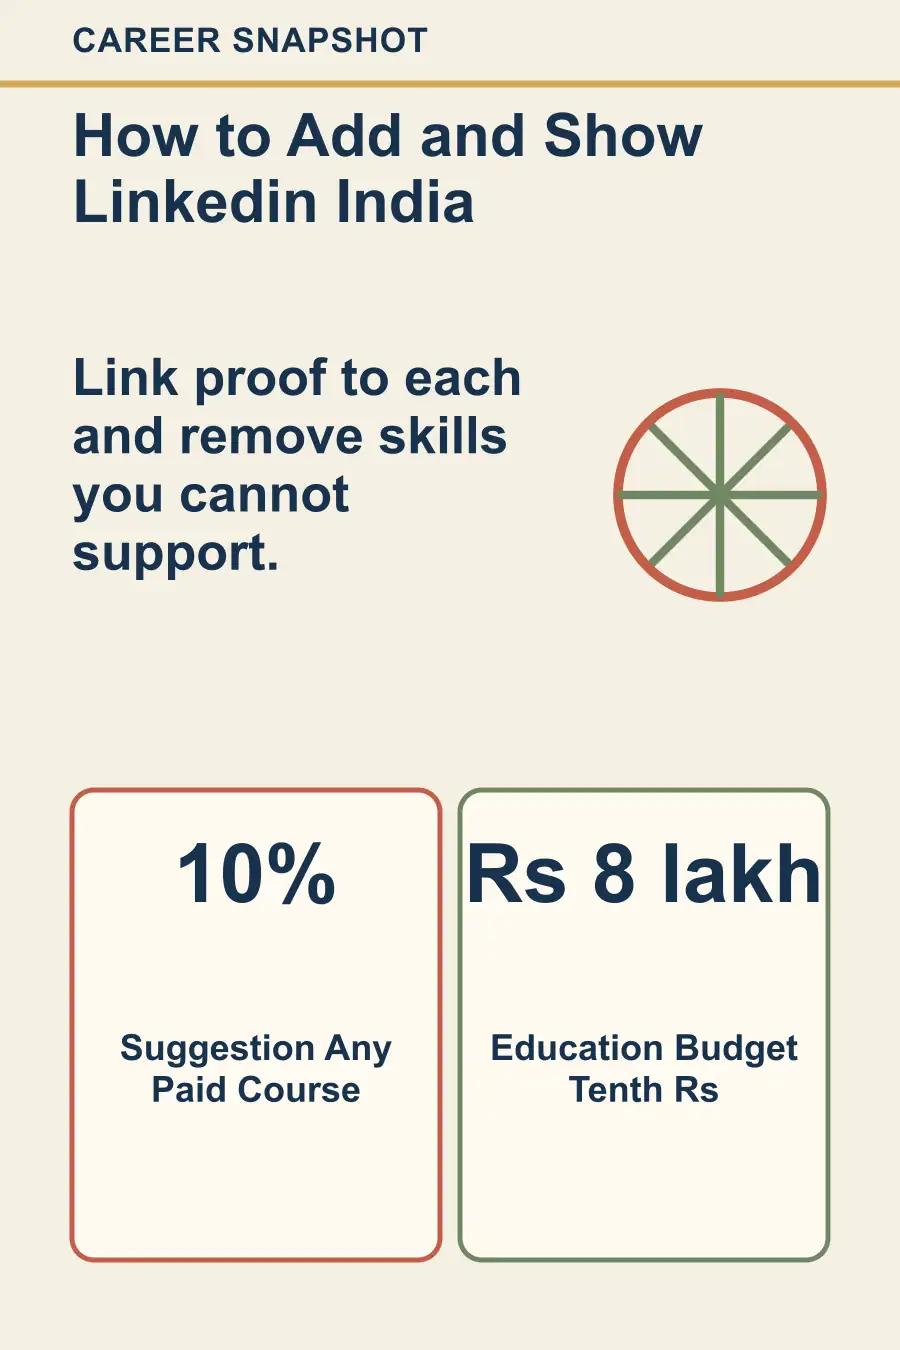 CAREER SNAPSHOT
How to Add and Show
Linkedin India
Link proof to each
and remove skills
you cannot
support.
10%
Suggestion Any
Paid Course
Rs 8 lakh
Education Budget
Tenth Rs